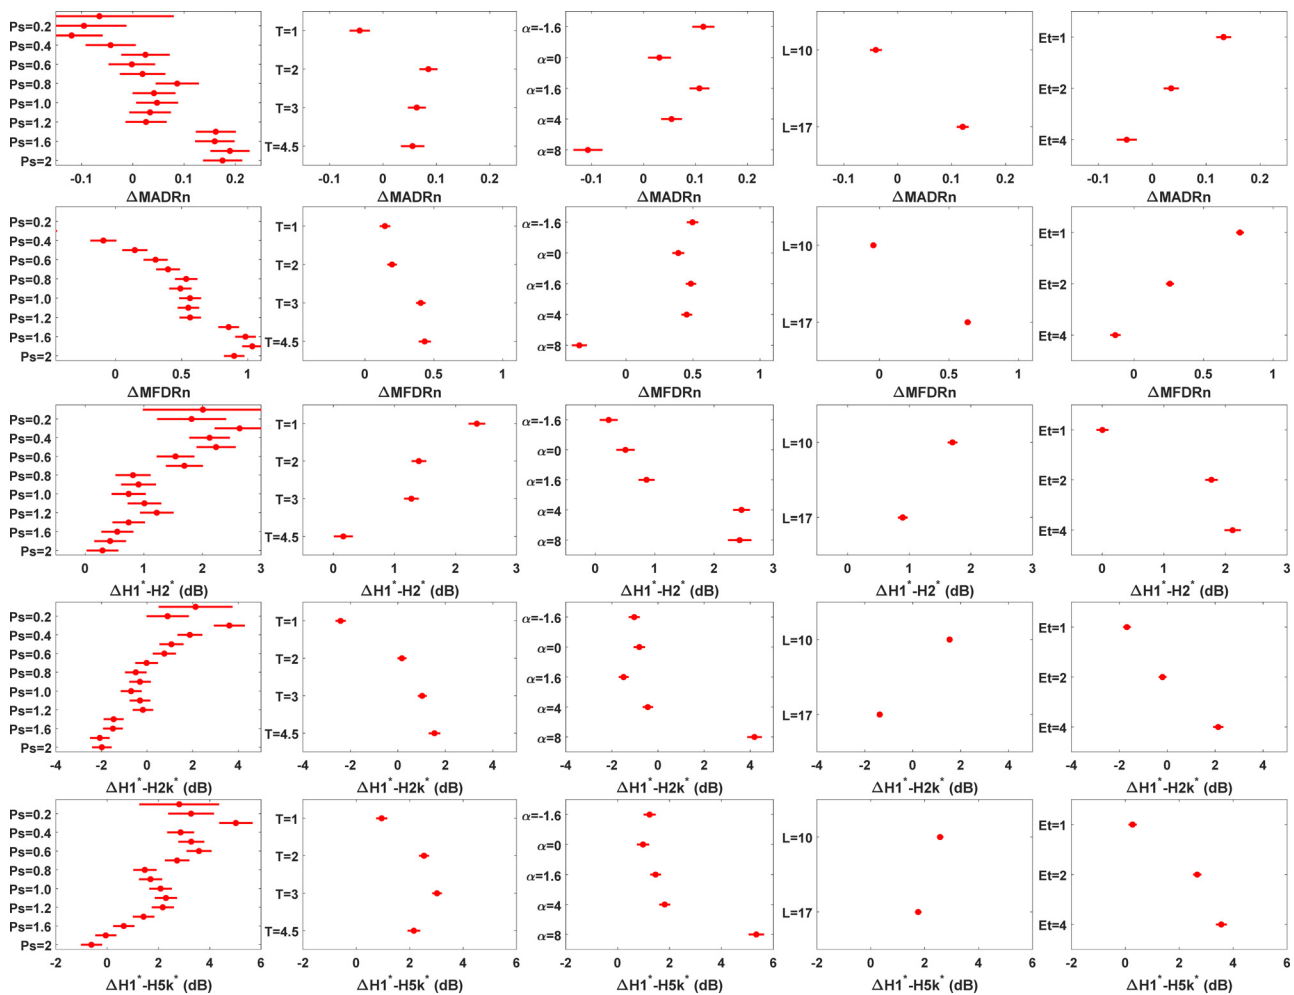 Ps=0.2
Ps=0.4
Ps=0.6
Ps=0.8
Ps=1.0
Ps=1.2
Ps=1.6
Ps=2
-0.1 0 0.1 0.2
ΔMADRn
T=1
T=2
T=3
T=4.5
-0.1 0 0.1 0.2
ΔMADRn
α=-1.6
α=0
α=1.6
α=4
α=8
-0.1 0 0.1 0.2
ΔMADRn
L=10
L=17
-0.1 0 0.1 0.2
ΔMADRn
Et=1
Et=2
Et=4
-0.1 0 0.1 0.2
ΔMADRn
Ps=0.2
Ps=0.4
Ps=0.6
Ps=0.8
Ps=1.0
Ps=1.2
Ps=1.6
Ps=2
0 0.5 1
ΔMFDRn
T=1
T=2
T=3
T=4.5
0 0.5 1
ΔMFDRn
α=-1.6
α=0
α=1.6
α=4
α=8
0 0.5 1
ΔMFDRn
L=10
L=17
0 0.5 1
ΔMFDRn
Et=1
Et=2
Et=4
0 0.5 1
ΔMFDRn
Ps=0.2
Ps=0.4
Ps=0.6
Ps=0.8
Ps=1.0
Ps=1.2
Ps=1.6
Ps=2
0 1 2 3
ΔH1*-H2* (dB)
T=1
T=2
T=3
T=4.5
0 1 2 3
ΔH1*-H2* (dB)
α=-1.6
α=0
α=1.6
α=4
α=8
0 1 2 3
ΔH1*-H2* (dB)
L=10
L=17
0 1 2 3
ΔH1*-H2* (dB)
Et=1
Et=2
Et=4
0 1 2 3
ΔH1*-H2* (dB)
Ps=0.2
Ps=0.4
Ps=0.6
Ps=0.8
Ps=1.0
Ps=1.2
Ps=1.6
Ps=2
-4 -2 0 2 4
ΔH1*-H2k* (dB)
T=1
T=2
T=3
T=4.5
-4 -2 0 2 4
ΔH1*-H2k* (dB)
α=-1.6
α=0
α=1.6
α=4
α=8
-4 -2 0 2 4
ΔH1*-H2k* (dB)
L=10
L=17
-4 -2 0 2 4
ΔH1*-H2k* (dB)
Et=1
Et=2
Et=4
-4 -2 0 2 4
ΔH1*-H2k* (dB)
Ps=0.2
Ps=0.4
Ps=0.6
Ps=0.8
Ps=1.0
Ps=1.2
Ps=1.6
Ps=2
-2 0 2 4 6
ΔH1*-H5k* (dB)
T=1
T=2
T=3
T=4.5
-2 0 2 4 6
ΔH1*-H5k* (dB)
α=-1.6
α=0
α=1.6
α=4
α=8
-2 0 2 4 6
ΔH1*-H5k* (dB)
L=10
L=17
-2 0 2 4 6
ΔH1*-H5k* (dB)
Et=1
Et=2
Et=4
-2 0 2 4 6
ΔH1*-H5k* (dB)